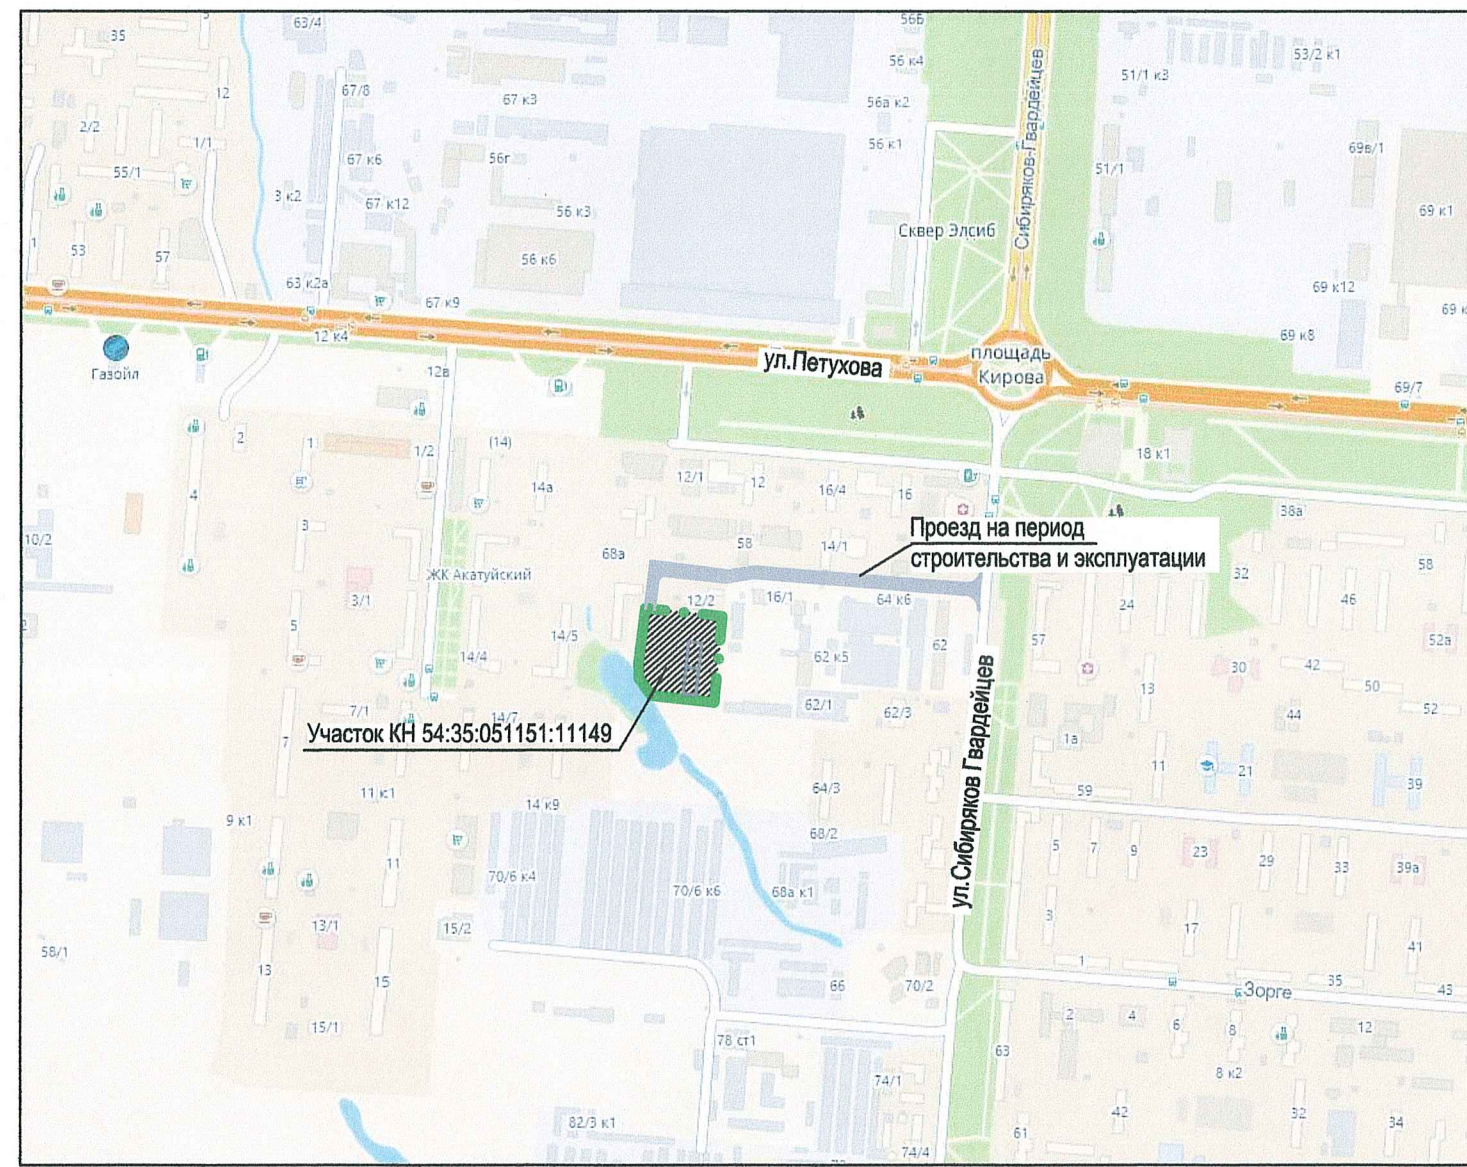 35
63/4
56Б
5
67/8
67 к3
56 к4
51/1 к3
53/2 к1
12
56а к2
2/2
1/1
67 к6
56г
56 к1
Сибиряков-Гвардейцев
69в/1
55/1
3 к2
67 к12
56 к3
51/1
69 к1
Сквер Элсиб
1
53
57
56 к6
63 к2а
67 к9
69 к12
12 к4
69 к8
69 к
Газойл
12в
ул.Петухова
площадь
Кирова
69/7
2
1
1/2
(14)
18 к1
4
14а
12/1
12
16/4
16
38а
3
10/2
68а
58
14/1
Проезд на период
строительства и эксплуатации
58
ЖК Акатуйский
32
3/1
12/2
16/1
64 к6
24
46
5
14/5
62
57
52а
14/4
62 к5
30
42
13
50
7/1
14/7
62/1
62/3
52
44
Участок КН 54:35:051151:11149
7
1а
11
21
39
ул.Сибиряков Гвардейцев
11 к1
14 к9
64/3
59
9 к1
68/2
5
7
9
23
29
33
39а
11
70/6 к4
70/6 к6
68а к1
3
13/1
15/2
17
41
58/1
13
15
66
70/2
1
Зорге
35
43
15/1
78 ст1
63
2
4
6
8
12
74/1
8 к2
82/3 к1
42
32
34
61
74/4